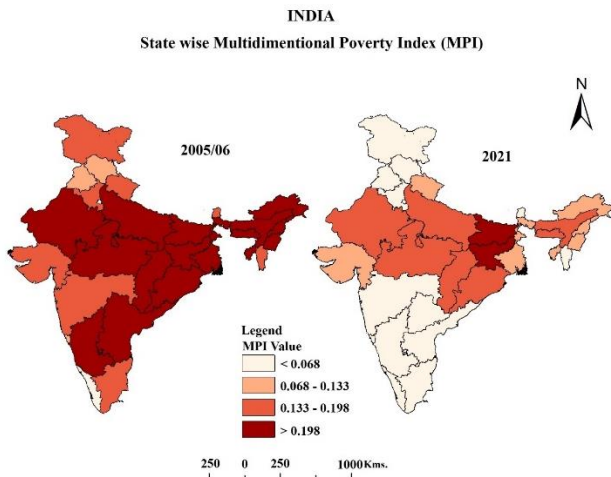 INDIA
State wise Multidimentional Poverty Index (MPI)
N
2005/06
2021
Legend
MPI Value
< 0.068
0.068 - 0.133
0.133 - 0.198
> 0.198
250 0 250 1000Kms.